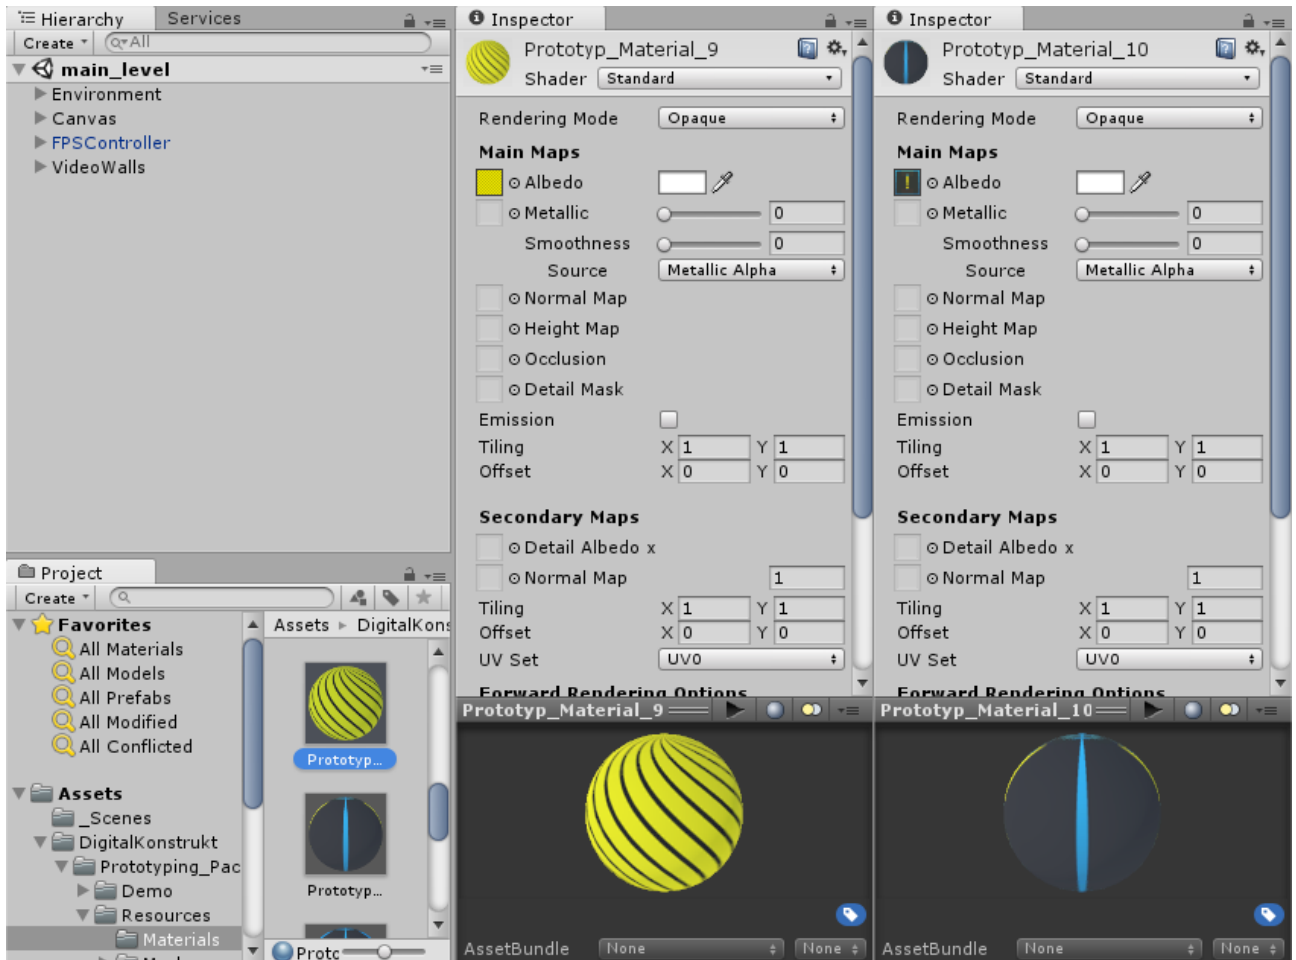 Hierarchy
Services
Create
All
main_level
Environment
Canvas
FPSController
VideoWalls
Project
Create
Favorites
All Materials
All Models
All Prefabs
All Modified
All Conflicted
Assets
_Scenes
DigitalKonstrukt
Prototyping_Pac
Demo
Resources
Materials
Assets DigitalKons
Prototyp...
Prototyp...
Proto
Inspector
Prototyp_Material_9
Shader Standard
Rendering Mode Opaque
Main Maps
Albedo
Metallic 0
Smoothness 0
Source Metallic Alpha
Normal Map
Height Map
Occlusion
Detail Mask
Emission
Tiling X 1 Y 1
Offset X 0 Y 0
Secondary Maps
Detail Albedo x
Normal Map 1
Tiling X 1 Y 1
Offset X 0 Y 0
UV Set UV0
Forward Rendering Options
Prototyp_Material_9
AssetBundle None None
Inspector
Prototyp_Material_10
Shader Standard
Rendering Mode Opaque
Main Maps
Albedo
Metallic 0
Smoothness 0
Source Metallic Alpha
Normal Map
Height Map
Occlusion
Detail Mask
Emission
Tiling X 1 Y 1
Offset X 0 Y 0
Secondary Maps
Detail Albedo x
Normal Map 1
Tiling X 1 Y 1
Offset X 0 Y 0
UV Set UV0
Forward Rendering Options
Prototyp_Material_10
AssetBundle None None